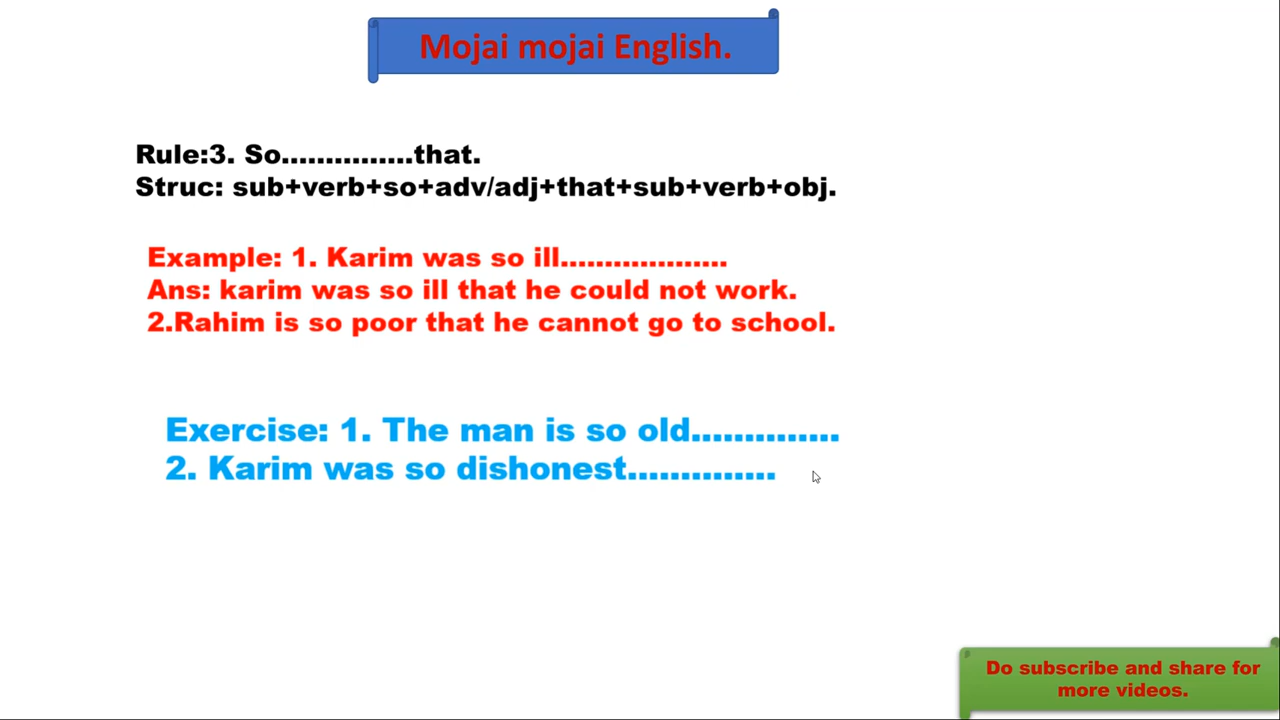 Mojai mojai English.
Rule:3. So...............that.
Struc: sub+verb+so+adv/adj+that+sub+verb+obj.
Example: 1. Karim was so ill...................
Ans: karim was so ill that he could not work.
2.Rahim is so poor that he cannot go to school.
Exercise: 1. The man is so old..............
2. Karim was so dishonest..............
Do subscribe and share for
more videos.